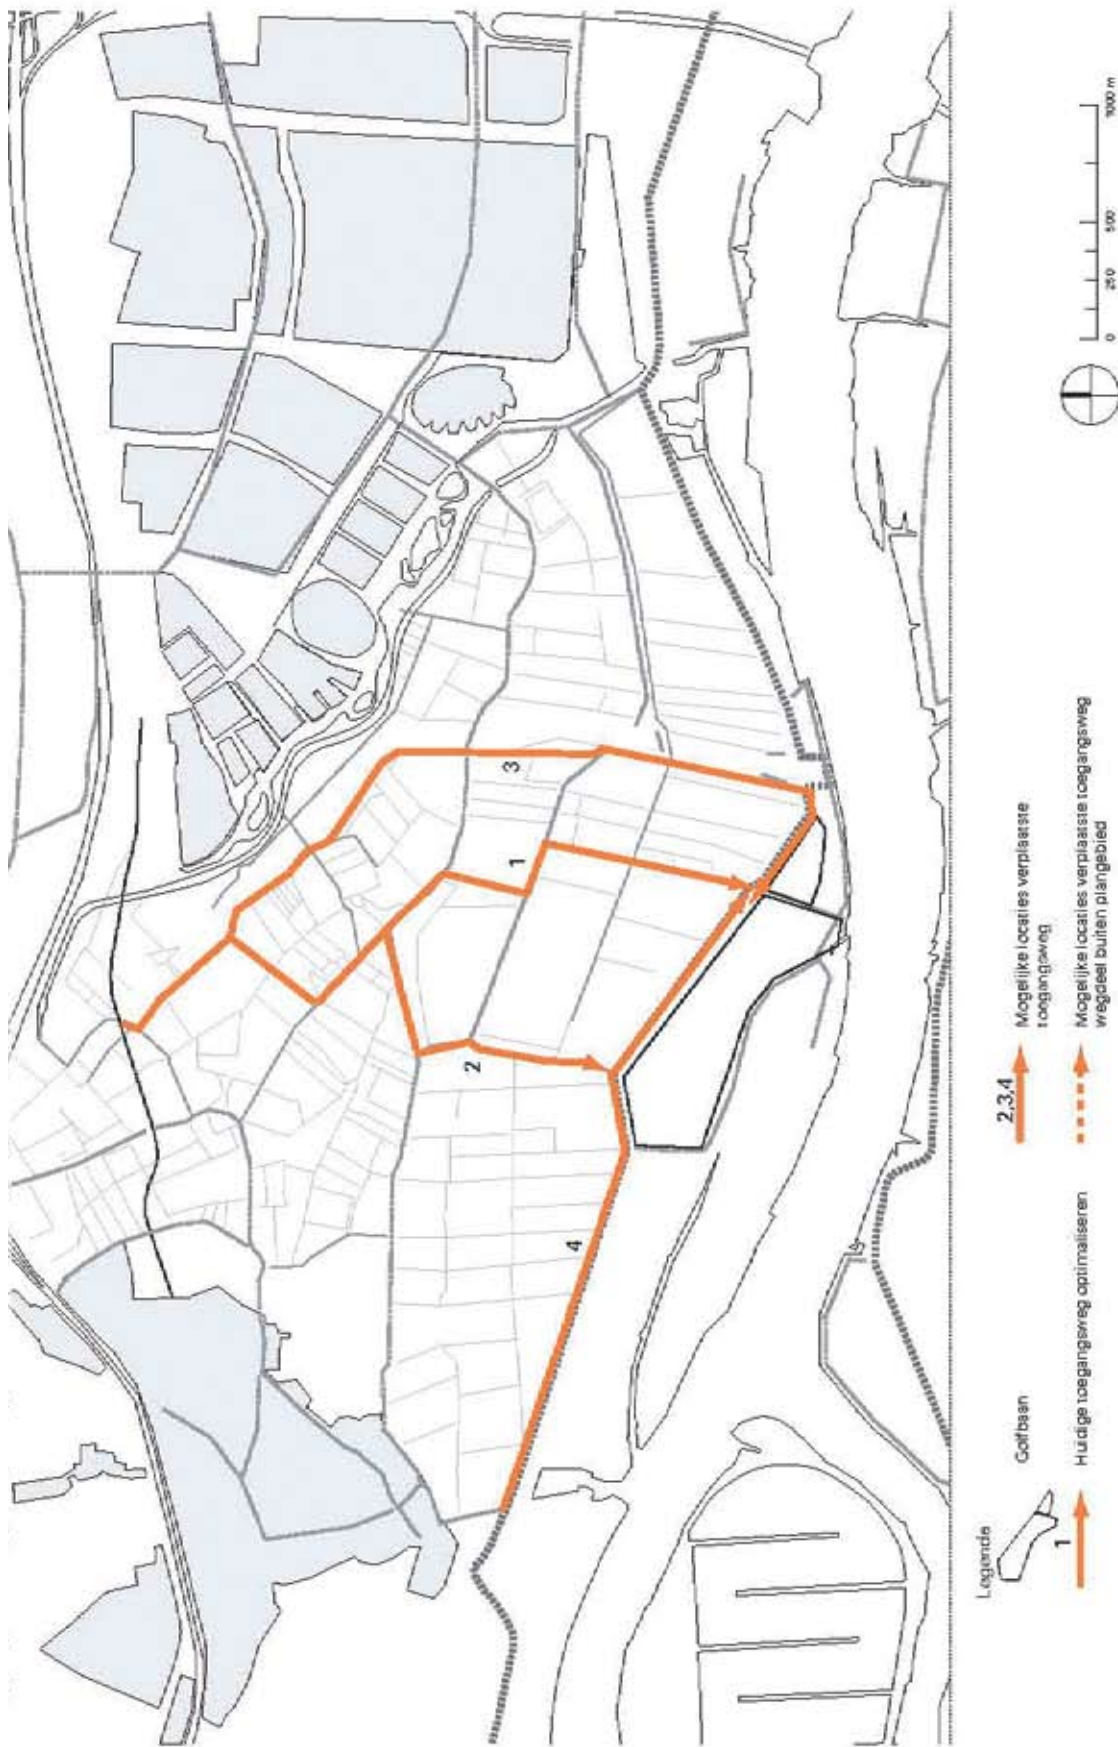 1
2
3
4
Legende
Golfbaan
1
Huidige toegangsweg optimaliseren
2,3,4
Mogelijke locaties verplaatste
toegangsweg
Mogelijke locaties verplaatste toegangsweg
wegdeel buiten plangebied
0 250 500 1000 m